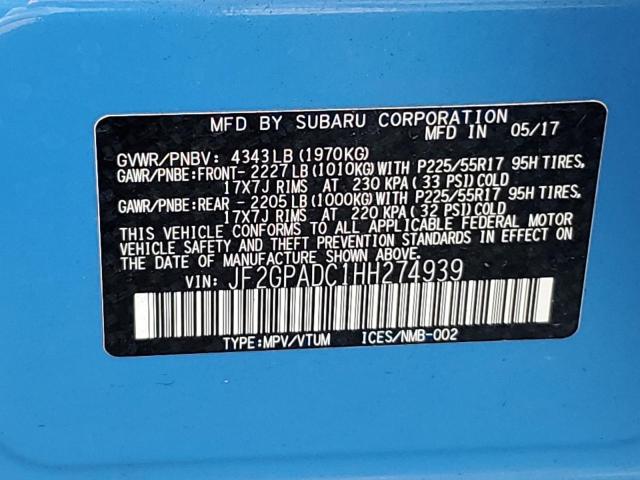 MFD BY SUBARU CORPORATION
MFD IN 05/17
GVWR/PNBV: 4343LB(1970KG)
GAWR/PNBE:FRONT- 2227LB(1010KG)WITH P225/55R17 95H TIRES,
17X7J RIMS AT 230 KPA(33 PSI)COLD
GAWR/PNBE:REAR - 2205LB(1000KG)WITH P225/55R17 95H TIRES,
17X7J RIMS AT 220 KPA(32 PSI)COLD
THIS VEHICLE CONFORMS TO ALL APPLICABLE FEDERAL MOTOR
VEHICLE SAFETY AND THEFT PREVENTION STANDARDS IN EFFECT ON
THE DATE OF MANUFACTURE SHOWN ABOVE.
VIN: JF2GPADC1HH274939
TYPE:MPV/VTUM ICES/NMB-002